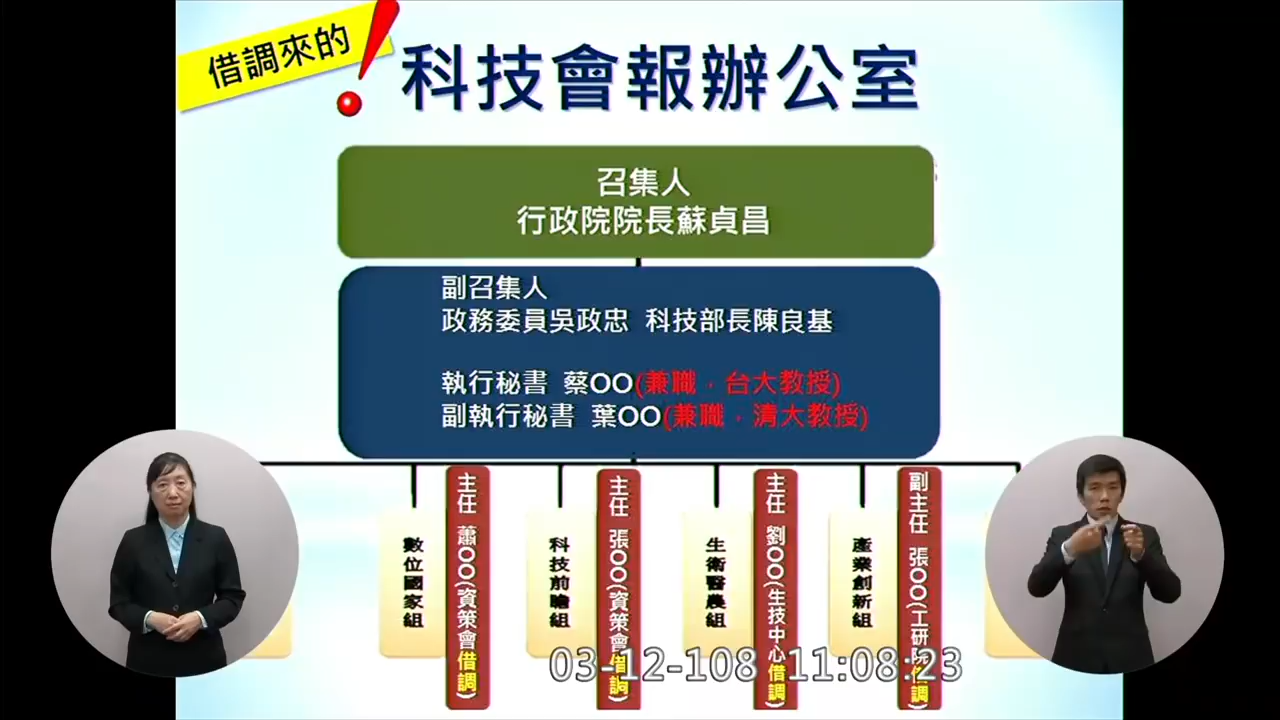 借調來的!
科技會報辦公室
召集人
行政院院長蘇貞昌
副召集人
政務委員吳政忠 科技部長陳良基
執行秘書 蔡OO(兼職，台大教授)
副執行秘書 葉OO(兼職，清大教授)
數位國家組
主任 蕭OO(資策會借調)
科技前瞻組
主任 張OO(資策會借調)
生衛醫農組
主任 劉OO(生技中心借調)
產業創新組
副主任 張OO(工研院借調)
03-12-108 11:08:23